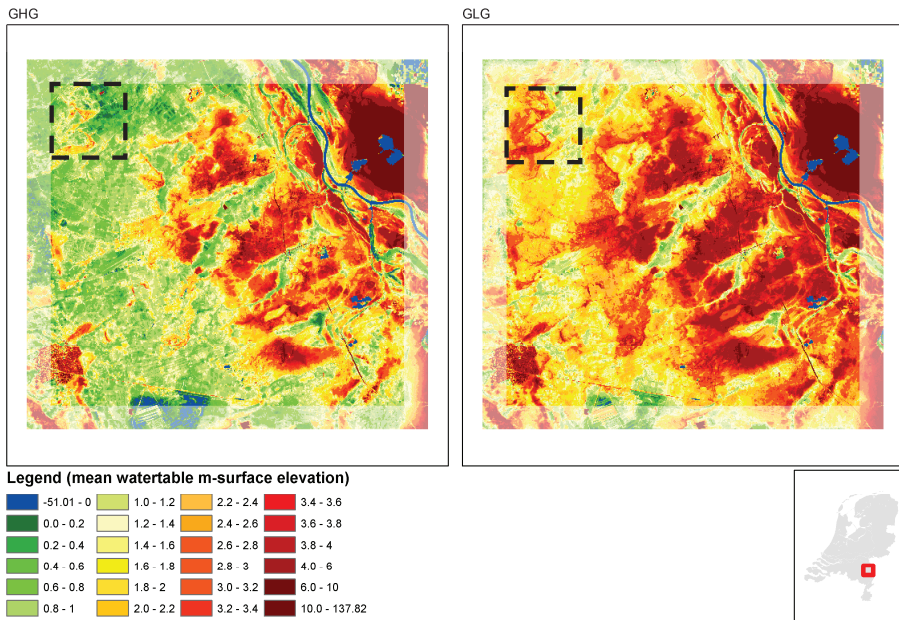 GHG
GLG
Legend (mean watertable m-surface elevation)
-51.01 - 0
0.0 - 0.2
0.2 - 0.4
0.4 - 0.6
0.6 - 0.8
0.8 - 1
1.0 - 1.2
1.2 - 1.4
1.4 - 1.6
1.6 - 1.8
1.8 - 2
2.0 - 2.2
2.2 - 2.4
2.4 - 2.6
2.6 - 2.8
2.8 - 3
3.0 - 3.2
3.2 - 3.4
3.4 - 3.6
3.6 - 3.8
3.8 - 4
4.0 - 6
6.0 - 10
10.0 - 137.82